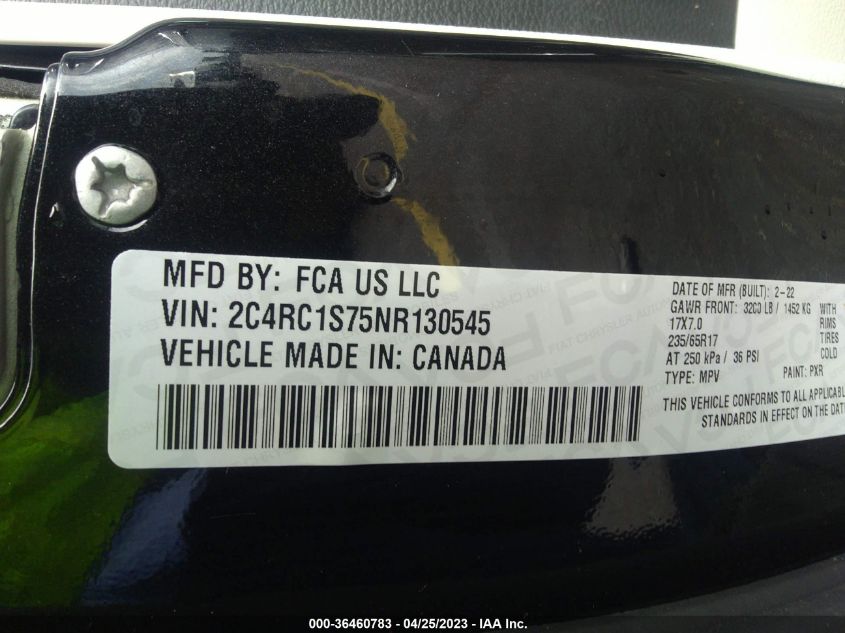 MFD BY: FCA US LLC
VIN: 2C4RC1S75NR130545
VEHICLE MADE IN: CANADA
DATE OF MFR (BUILT): 2-22
GAWR FRONT: 3200 LB / 1452 KG WITH
17X7.0 RIMS
235/65R17 TIRES
AT 250 kPa / 36 PSI COLD
TYPE: MPV PAINT: PXR
THIS VEHICLE CONFORMS TO ALL APPLICABL
STANDARDS IN EFFECT ON THE DAT
000-36460783 - 04/25/2023 - IAA Inc.